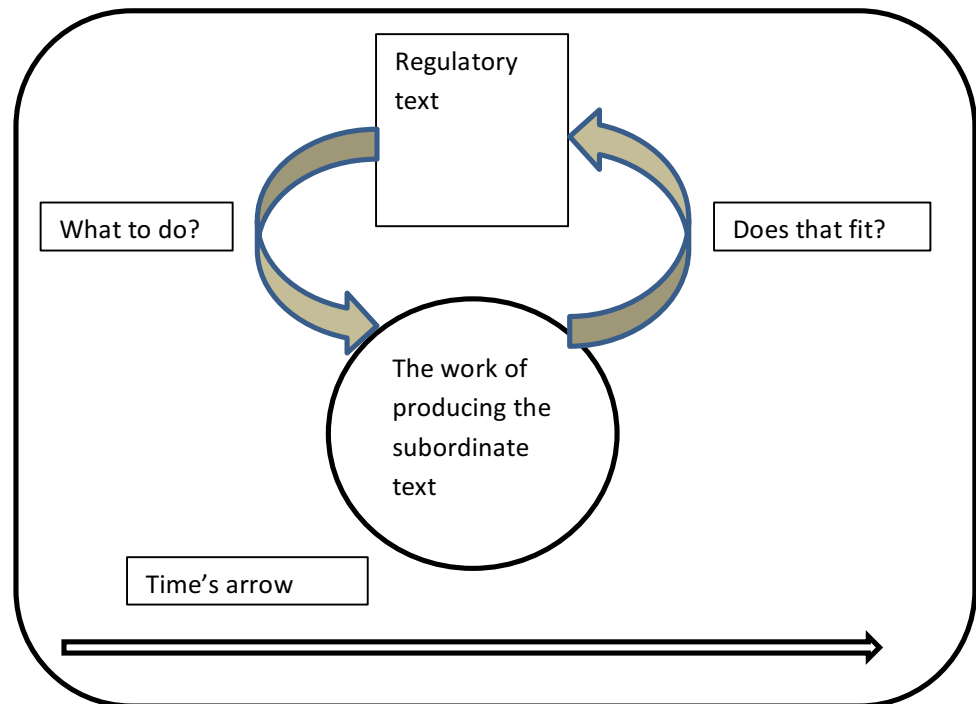 Regulatory
text
What to do?
Does that fit?
The work of
producing the
subordinate
text
Time’s arrow